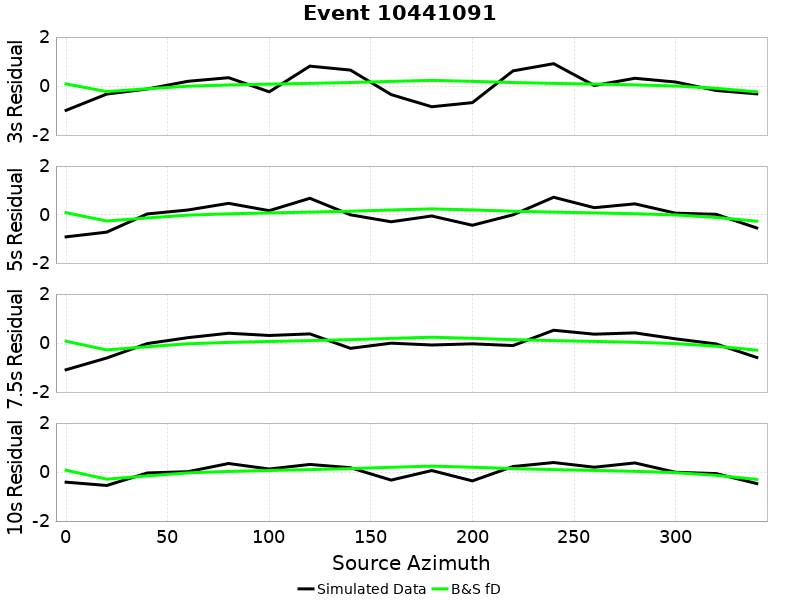 Event 10441091
3s Residual
2
0
-2
5s Residual
2
0
-2
7.5s Residual
2
0
-2
10s Residual
2
0
-2
0 50 100 150 200 250 300
Source Azimuth
Simulated Data B&S fD